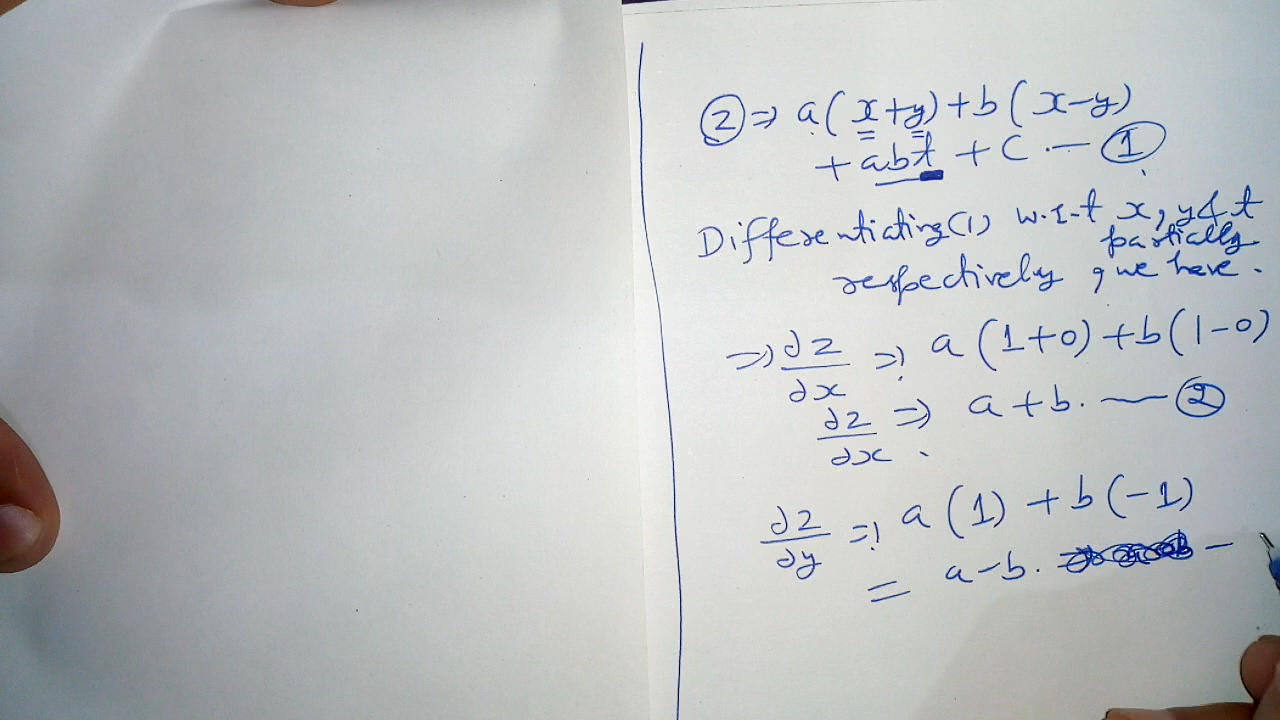 ② ⇒ a(x+y)+b(x-y)
+ abt + c. — ①
Differentiating (1) w.r.t x, y & t
partially
respectively, we have.
⇒ ∂z/∂x ⇒ a(1+0)+b(1-0)
∂z/∂x ⇒ a+b. — ②
∂z/∂y ⇒ a(1)+b(-1)
= a-b. —